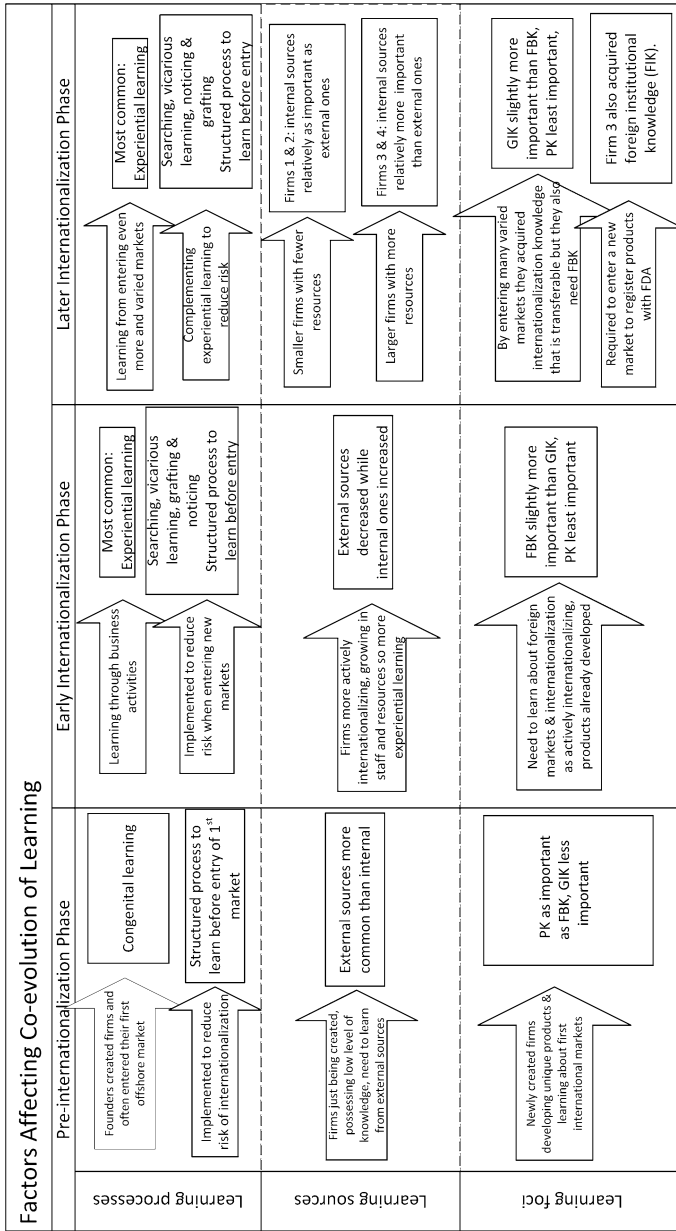 Factors Affecting Co-evolution of Learning
Pre-internationalization Phase
Early Internationalization Phase
Later Internationalization Phase
Learning processes
Founders created firms and
often entered their first
offshore market
Congenital learning
Implemented to reduce
risk of internationalization
Structured process to
learn before entry of 1st
market
Learning through business
activities
Most common:
Experiential learning
Implemented to reduce
risk when entering new
markets
Searching, vicarious
learning, grafting &
noticing
Structured process to
learn before entry
Learning from entering even
more and varied markets
Most common:
Experiential learning
Complementing
experiential learning to
reduce risk
Searching, vicarious
learning, noticing &
grafting
Structured process to
learn before entry
Learning sources
Firms just being created,
possessing low level of
knowledge, need to learn
from external sources
External sources more
common than internal
Firms more actively
internationalizing, growing in
staff and resources so more
experiential learning
External sources
decreased while
internal ones increased
Smaller firms with fewer
resources
Firms 1 & 2: internal sources
relatively as important as
external ones
Larger firms with more
resources
Firms 3 & 4: internal sources
relatively more important
than external ones
Learning foci
Newly created firms
developing unique products &
learning about first
international markets
PK as important
as FBK, GIK less
important
Need to learn about foreign
markets & internationalization
as actively internationalizing,
products already developed
FBK slightly more
important than GIK,
PK least important
By entering many varied
markets they acquired
internationalization knowledge
that is transferable but they also
need FBK
GIK slightly more
important than FBK,
PK least important,
Required to enter a new
market to register products
with FDA
Firm 3 also acquired
foreign institutional
knowledge (FIK).